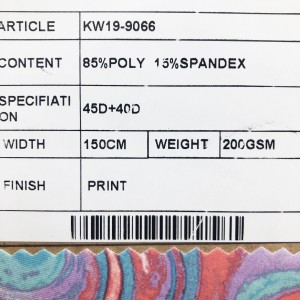 ARTICLE KW19-9066
CONTENT 85%POLY 15%SPANDEX
SPECIFIATI
ON 45D+40D
WIDTH 150CM WEIGHT 200GSM
FINISH PRINT